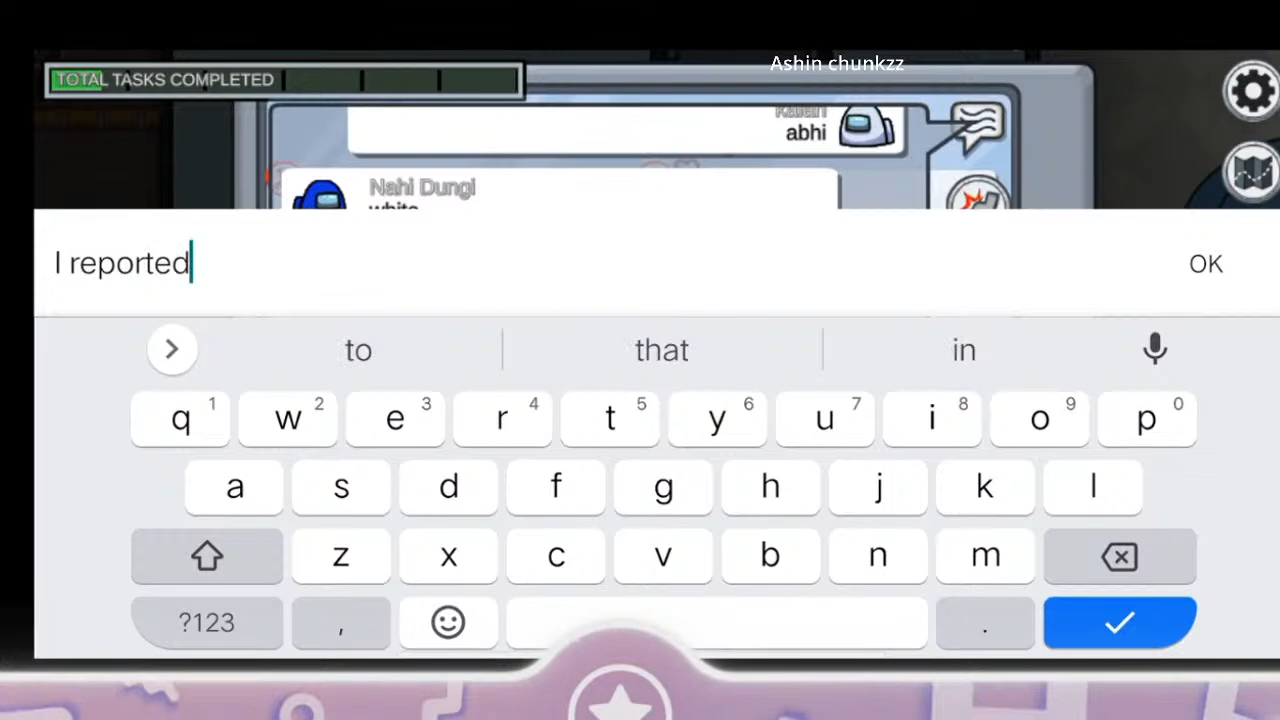 Ashin chunkzz
TOTAL TASKS COMPLETED
abhi
Nahi Dungi
white
I reported
OK
to that in
q 1 w 2 e 3 r 4 t 5 y 6 u 7 i 8 o 9 p 0
a s d f g h j k l
z x c v b n m
?123 , .